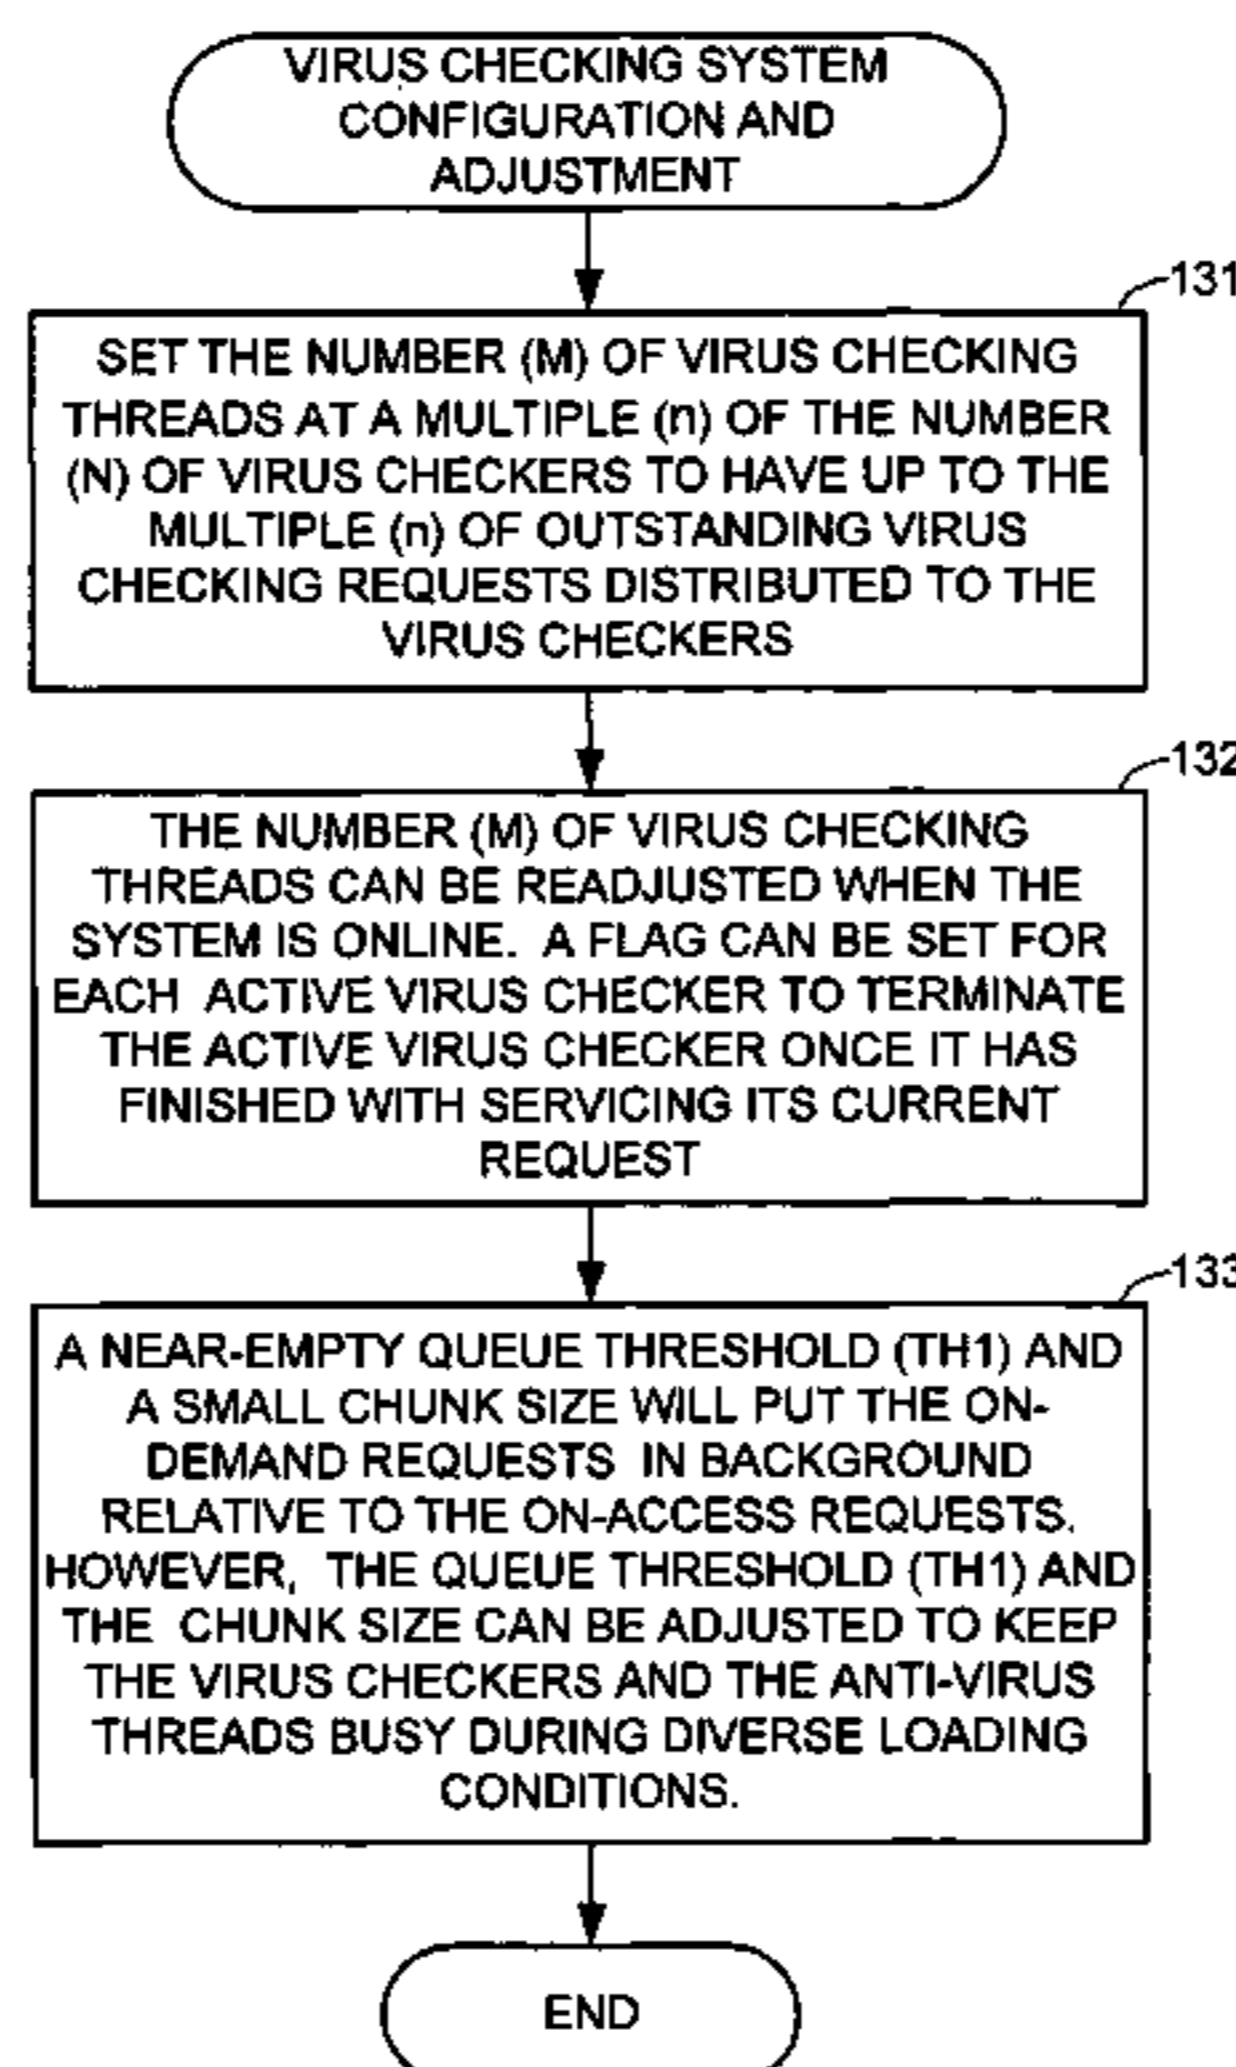 VIRUS CHECKING SYSTEM
CONFIGURATION AND
ADJUSTMENT
131
SET THE NUMBER (M) OF VIRUS CHECKING
THREADS AT A MULTIPLE (n) OF THE NUMBER
(N) OF VIRUS CHECKERS TO HAVE UP TO THE
MULTIPLE (n) OF OUTSTANDING VIRUS
CHECKING REQUESTS DISTRIBUTED TO THE
VIRUS CHECKERS
132
THE NUMBER (M) OF VIRUS CHECKING
THREADS CAN BE READJUSTED WHEN THE
SYSTEM IS ONLINE. A FLAG CAN BE SET FOR
EACH ACTIVE VIRUS CHECKER TO TERMINATE
THE ACTIVE VIRUS CHECKER ONCE IT HAS
FINISHED WITH SERVICING ITS CURRENT
REQUEST
133
A NEAR-EMPTY QUEUE THRESHOLD (TH1) AND
A SMALL CHUNK SIZE WILL PUT THE ON-
DEMAND REQUESTS IN BACKGROUND
RELATIVE TO THE ON-ACCESS REQUESTS.
HOWEVER, THE QUEUE THRESHOLD (TH1) AND
THE CHUNK SIZE CAN BE ADJUSTED TO KEEP
THE VIRUS CHECKERS AND THE ANTI-VIRUS
THREADS BUSY DURING DIVERSE LOADING
CONDITIONS.
END